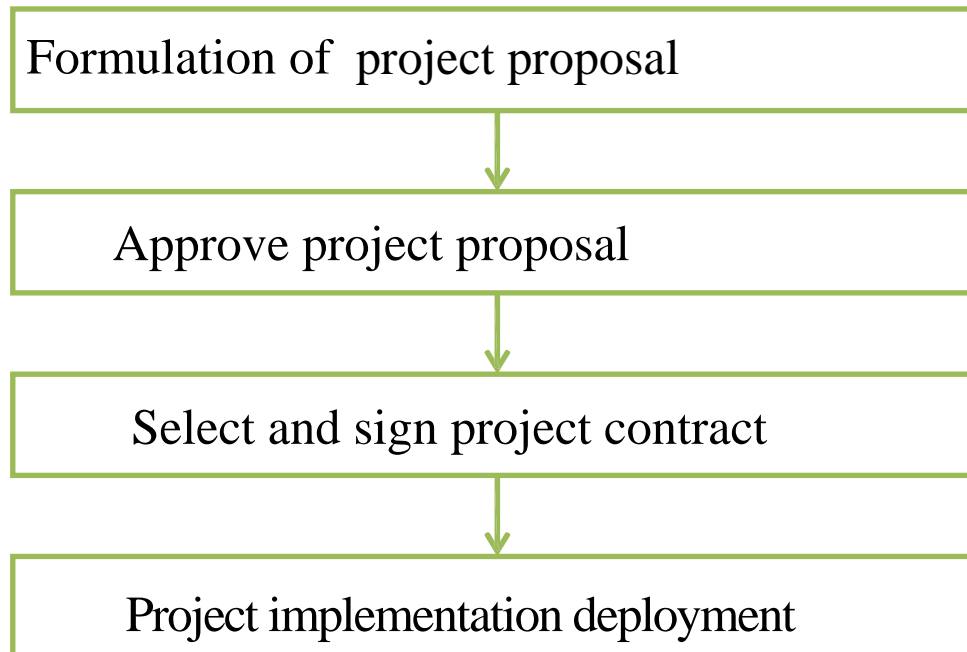 Formulation of project proposal
Approve project proposal
Select and sign project contract
Project implementation deployment